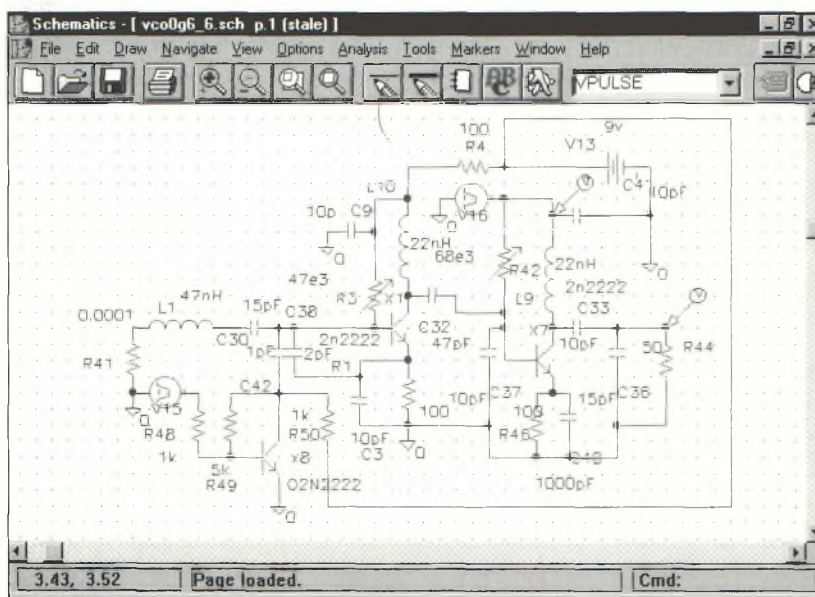 Schematics - [ vco0g6_6.sch p.1 (stale) ]
File Edit Draw Navigate View Options Analysis Tools Markers Window Help
VPULSE
100
9v
R4
V13
L10
C41
10pF
10p
C9
V16
0
0
22nH
68e3
R42
22nH
0
47nH
47e3
2n2222
L1
15pF
C38
R3
X1
L9
C33
0.0001
C32
X7
C30
2n2222
47pF
10pF
50
R44
1pF
2pF
R41
R1
C42
10pF
C37
15pF
C36
V15
0
1k
100
100
R48
R50
10pF
R46
C3
0
1k
5k
x8
R49
Q2N2222
1000pF
0
3.43, 3.52
Page loaded.
Cmd: